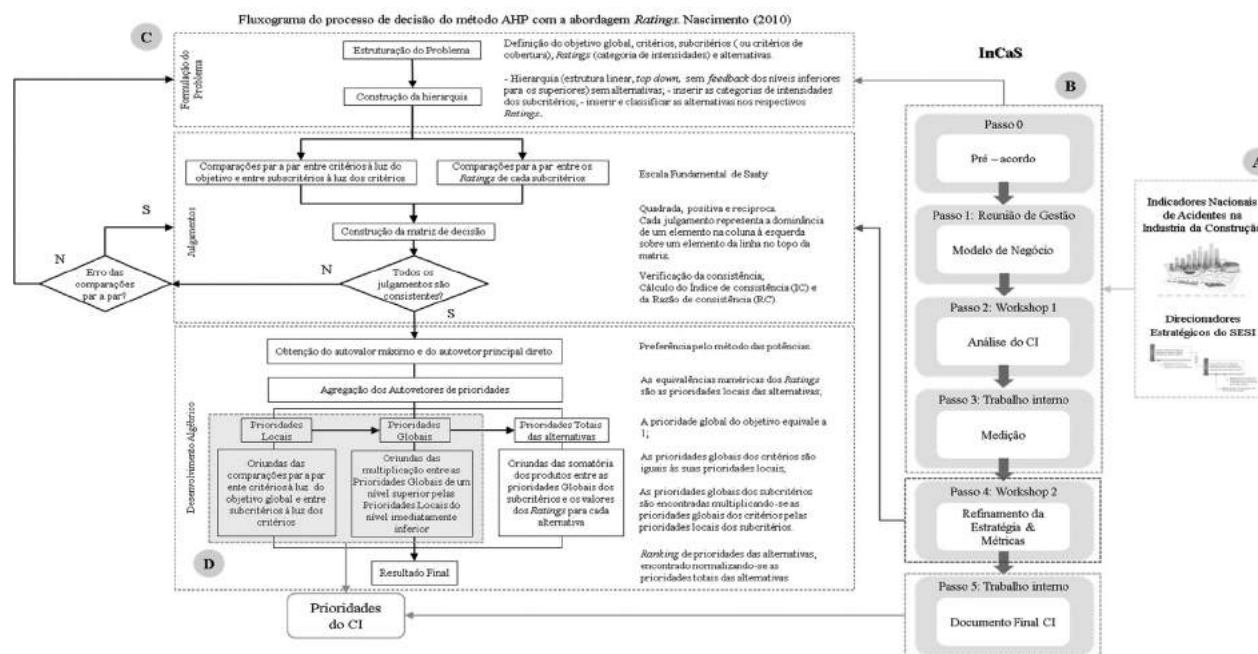 Fluxograma do processo de decisão do método AHP com a abordagem Ratings. Nascimento (2010)
C
Formulação do
Problema
Estruturação do Problema
Construção da hierarquia
Definição do objetivo global, critérios, subcritérios ( ou critérios de
cobertura), Ratings (categoria de intensidades) e alternativas.
- Hierarquia (estrutura linear, top down, sem feedback dos níveis inferiores
para os superiores) sem alternativas; - inserir as categorias de intensidades
dos subcritérios; - inserir e classificar as alternativas nos respectivos
Ratings..
Julgamentos
Comparações par a par entre critérios à luz do
objetivo e entre subscritérios à luz dos critérios
Comparações par a par entre os
Ratings de cada subcritérios
Escala Fundamental de Saaty
Construção da matriz de decisão
Quadrada, positiva e reciproca.
Cada julgamento representa a dominância
de um elemento na coluna à esquerda
sobre um elemento da linha no topo da
matriz.
S
N
Erro das
comparações
par a par?
N
Todos os
julgamentos são
consistentes?
S
Verificação da consistência;
Cálculo do Índice de consistência (IC) e
da Razão de consistência (RC).
Desenvolvimento Algébrico
Obtenção do autovalor máximo e do autovetor principal direto
Preferência pelo método das potências.
Agregação dos Autovetores de prioridades
As equivalências numéricas dos Ratings
são as prioridades locais das alternativas;
Prioridades
Locais
Prioridades
Globais
Prioridades Totais
das alternativas
A prioridade global do objetivo equivale a
1;
Oriundas das
comparações par a par
ente critérios à luz do
objetivo global e entre
subcritérios à luz dos
critérios
Oriundas das
multiplicação entre as
Prioridades Globais de um
nível superior pelas
Prioridades Locais do
nível imediatamente
inferior
Oriundas das somatória
dos produtos entre as
prioridades Globais dos
subcritérios e os valores
dos Ratings para cada
alternativa
As prioridades globais dos critérios são
iguais às suas prioridades locais;
As prioridades globais dos subcritérios
são encontradas multiplicando-se as
prioridades globais dos critérios pelas
prioridades locais dos subcritérios.
D
Resultado Final
Ranking de prioridades das alternativas,
encontrado normalizando-se as
prioridades totais das alternativas
Prioridades
do CI
InCaS
B
Passo 0
Pré – acordo
Passo 1: Reunião de Gestão
Modelo de Negócio
Passo 2: Workshop 1
Análise do CI
Passo 3: Trabalho interno
Medição
Passo 4: Workshop 2
Refinamento da
Estratégia &
Métricas
Passo 5: Trabalho interno
Documento Final CI
A
Indicadores Nacionais
de Acidentes na
Industria da Construção
Direcionadores
Estratégicos do SESI